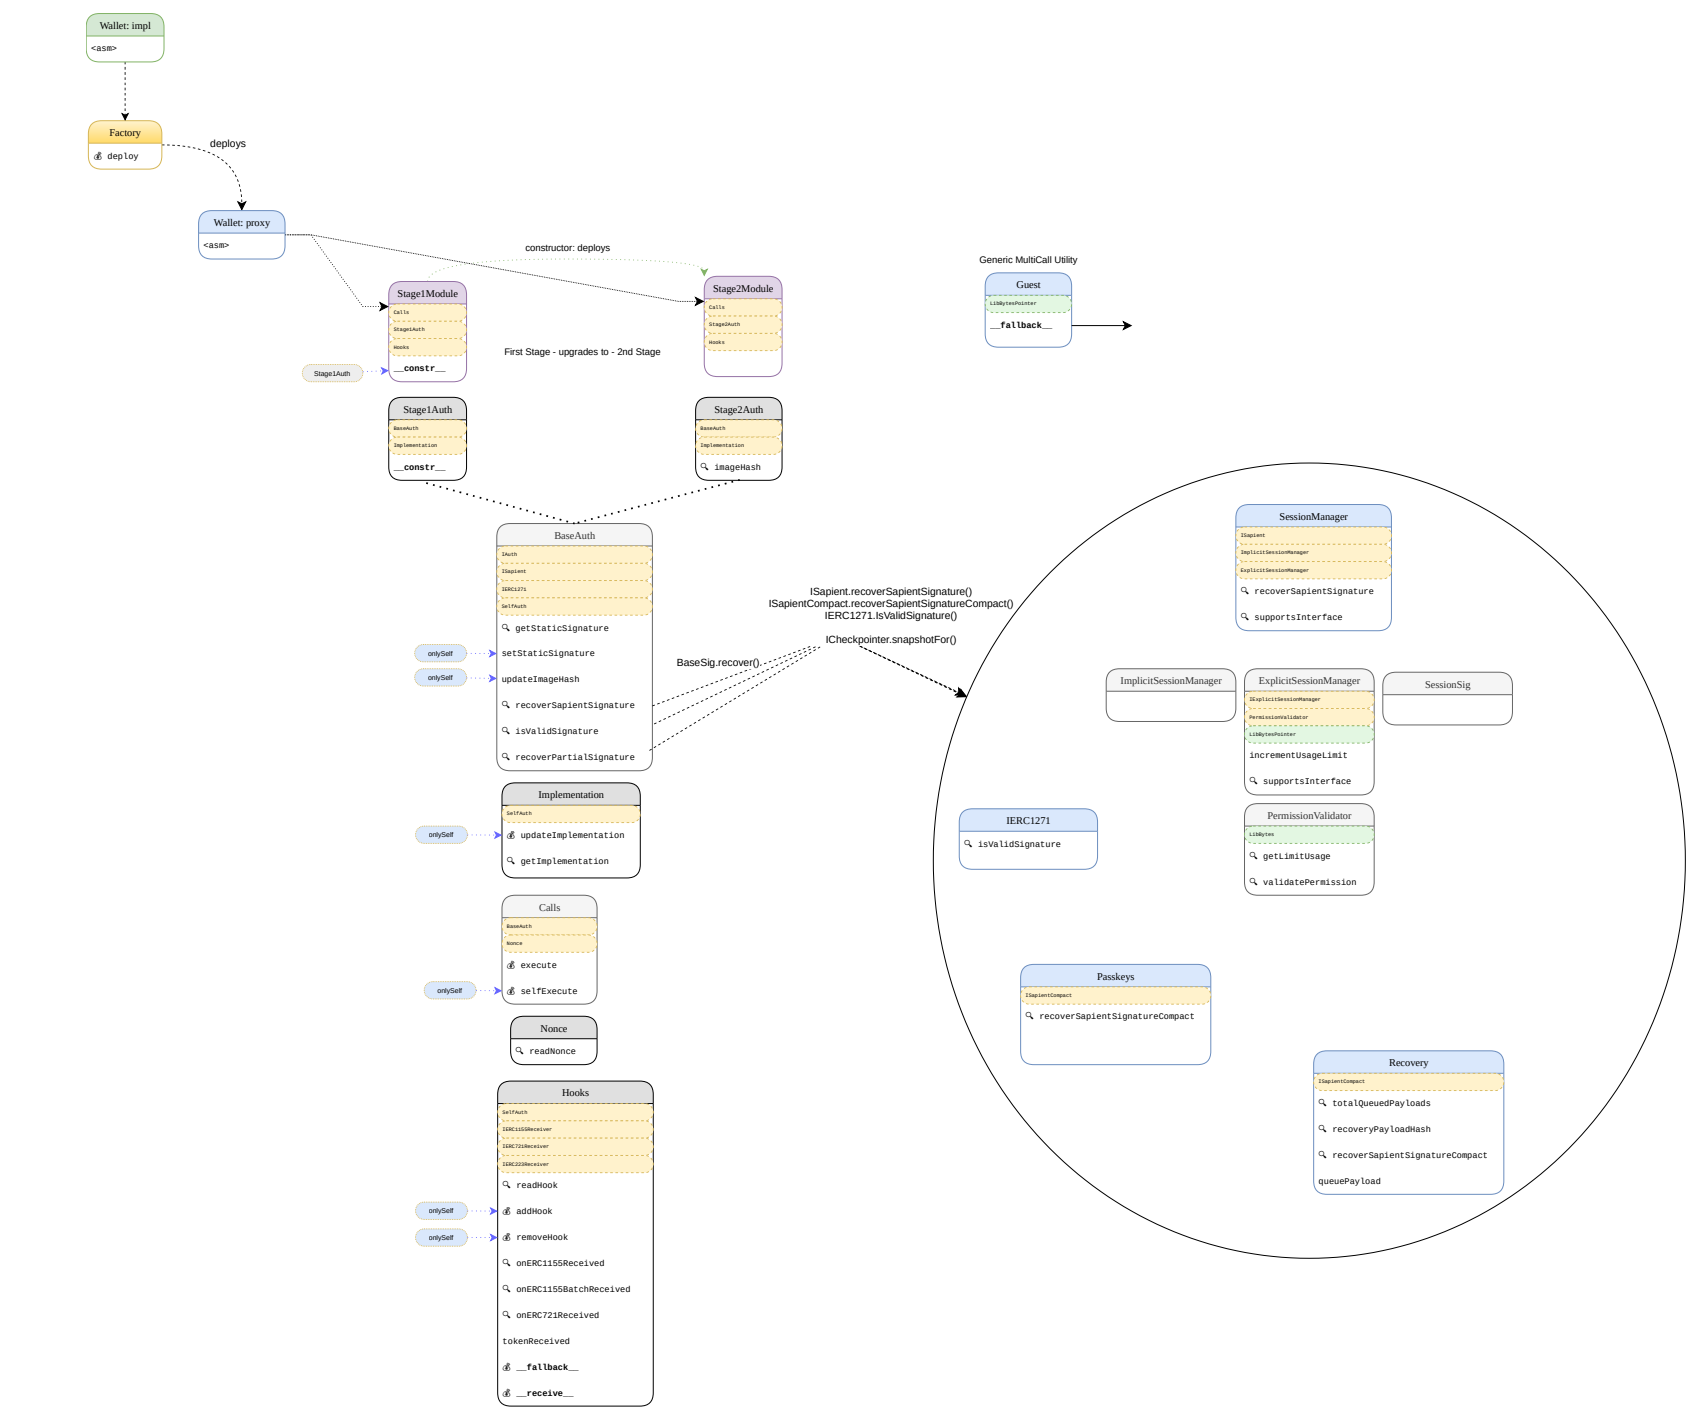 Wallet: impl
<asm>
Factory
deploy
deploys
Wallet: proxy
<asm>
constructor: deploys
Stage1Module
Calls
Stage1Auth
Hooks
__constr__
Stage1Auth
Stage2Module
Calls
Stage2Auth
Hooks
First Stage - upgrades to - 2nd Stage
Generic MultiCall Utility
Guest
LibBytesPointer
__fallback__
Stage1Auth
BaseAuth
Implementation
__constr__
Stage2Auth
BaseAuth
Implementation
imageHash
BaseAuth
IAuth
ISapient
IERC1271
SelfAuth
getStaticSignature
onlySelf
setStaticSignature
onlySelf
updateImageHash
recoverSapientSignature
isValidSignature
recoverPartialSignature
BaseSig.recover()
ISapient.recoverSapientSignature()
ISapientCompact.recoverSapientSignatureCompact()
IERC1271.IsValidSignature()
ICheckpointer.snapshotFor()
Implementation
SelfAuth
onlySelf
updateImplementation
getImplementation
Calls
BaseAuth
Nonce
execute
onlySelf
selfExecute
Nonce
readNonce
Hooks
SelfAuth
IERC1155Receiver
IERC721Receiver
IERC223Receiver
readHook
onlySelf
addHook
onlySelf
removeHook
onERC1155Received
onERC1155BatchReceived
onERC721Received
tokenReceived
__fallback__
__receive__
SessionManager
ISapient
ImplicitSessionManager
ExplicitSessionManager
recoverSapientSignature
supportsInterface
ImplicitSessionManager
ExplicitSessionManager
IExplicitSessionManager
PermissionValidator
LibBytesPointer
incrementUsageLimit
supportsInterface
SessionSig
PermissionValidator
LibBytes
getLimitUsage
validatePermission
IERC1271
isValidSignature
Passkeys
ISapientCompact
recoverSapientSignatureCompact
Recovery
ISapientCompact
totalQueuedPayloads
recoveryPayloadHash
recoverSapientSignatureCompact
queuePayload